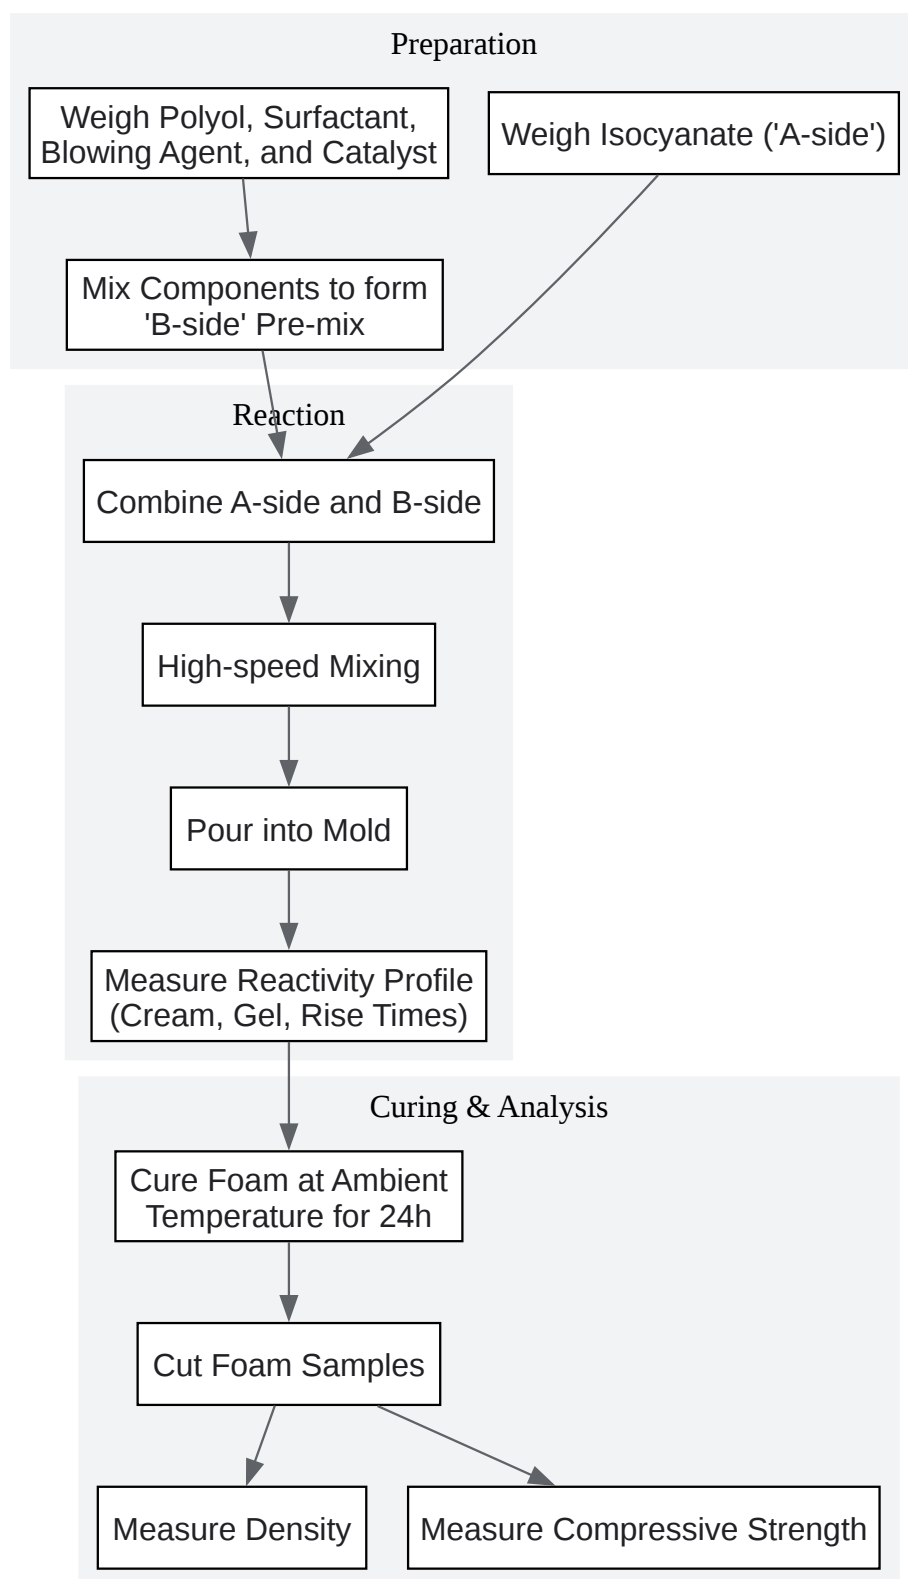 Preparation
Weigh Polyol, Surfactant,
Blowing Agent, and Catalyst
Weigh Isocyanate ('A-side')
Mix Components to form
'B-side' Pre-mix
Reaction
Combine A-side and B-side
High-speed Mixing
Pour into Mold
Measure Reactivity Profile
(Cream, Gel, Rise Times)
Curing & Analysis
Cure Foam at Ambient
Temperature for 24h
Cut Foam Samples
Measure Density
Measure Compressive Strength